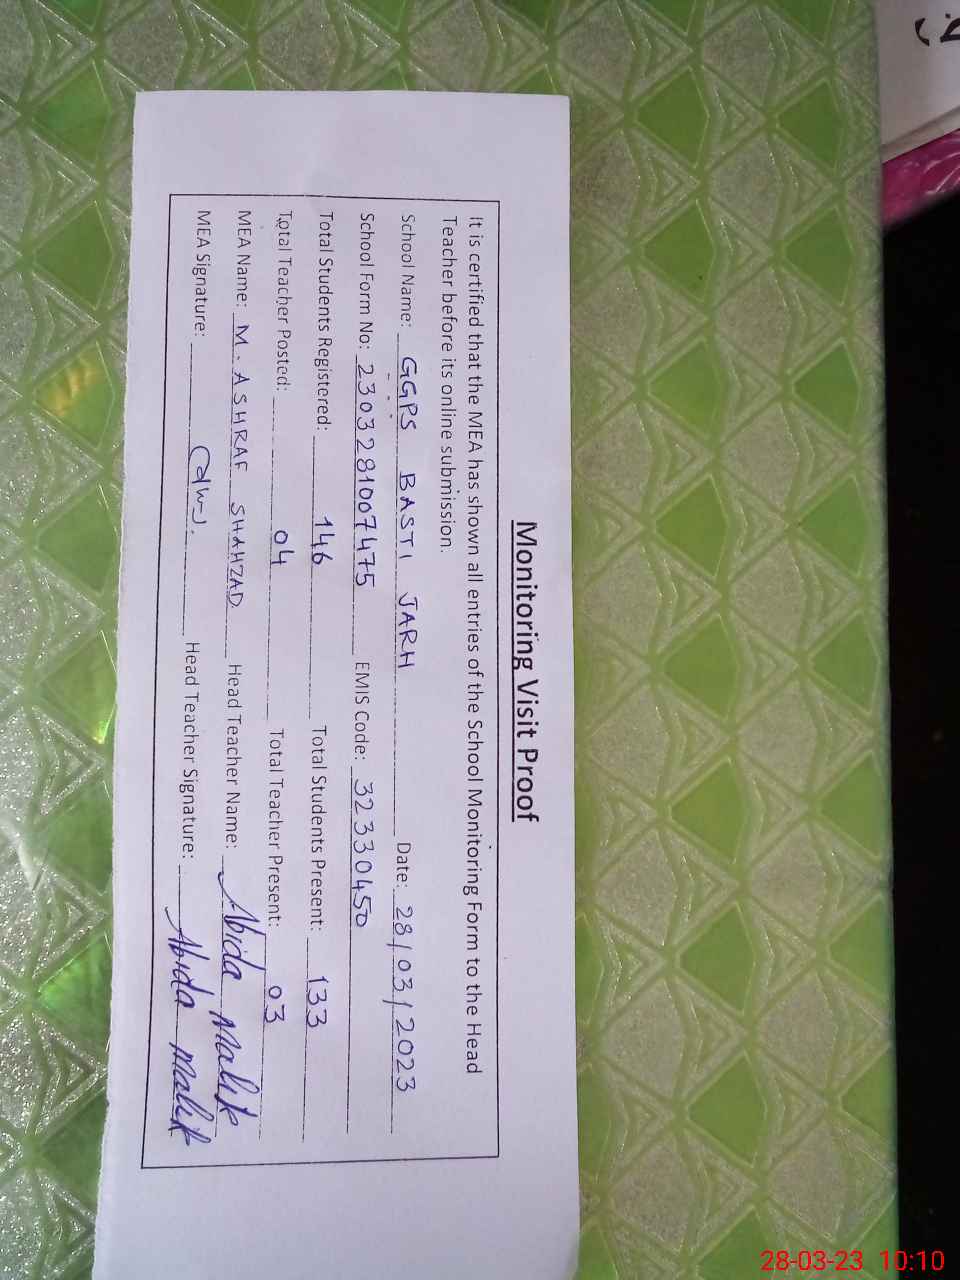 Monitoring Visit Proof
It is certified that the MEA has shown all entries of the School Monitoring Form to the Head
Teacher before its online submission.
School Name: GGPS BASTI JARH Date: 28/03/2023
School Form No: 2303281007475 EMIS Code: 32330450
Total Students Registered: 146 Total Students Present: 133
Total Teacher Posted: 04 Total Teacher Present: 03
MEA Name: M. ASHRAF SHAHZAD Head Teacher Name: Abida Malik
MEA Signature: Head Teacher Signature: Abida Malik
28-03-23 10:10